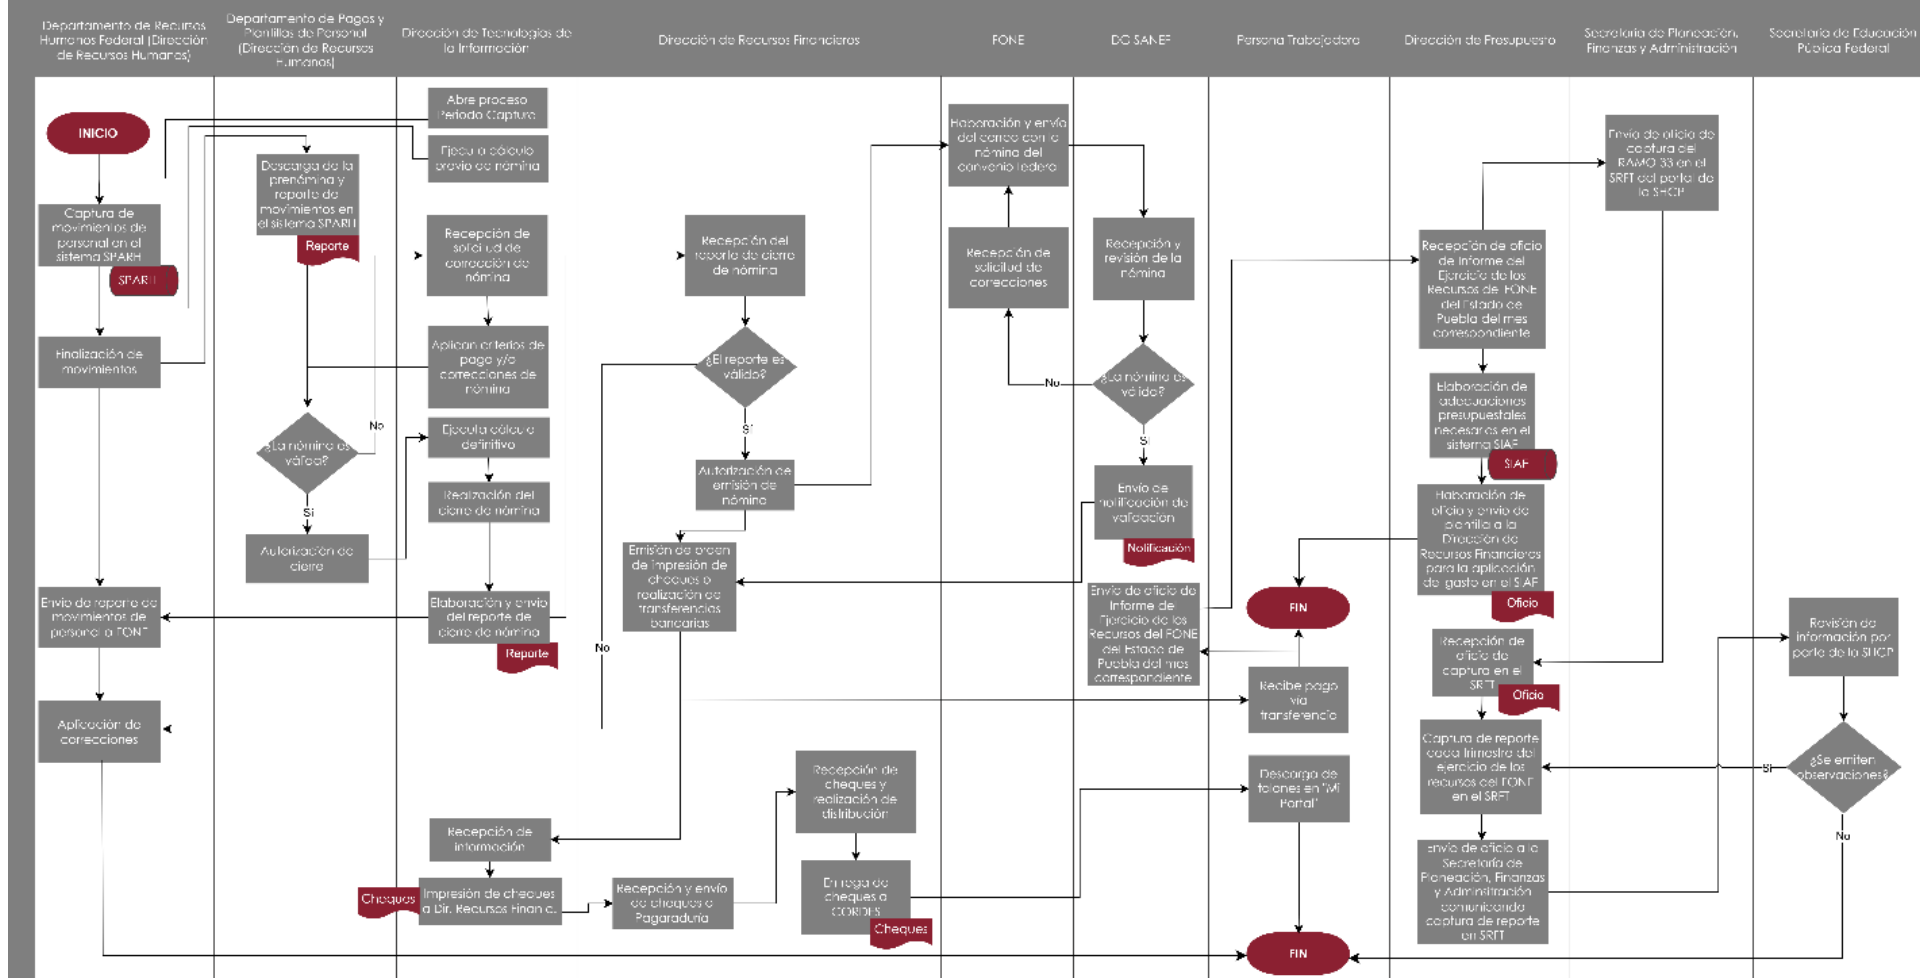 Departamento de Recursos
Humanos Federal (Dirección
de Recursos Humanos)
Departamento de Pagos y
Plantillas de Personal
(Dirección de Recursos
Humanos)
Dirección de Tecnologías de
la Información
Dirección de Recursos Financieros
FONE
DG SANEF
Persona Trabajadora
Dirección de Presupuesto
Secretaría de Planeación,
Finanzas y Administración
Secretaría de Educación
Pública Federal
INICIO
Captura de
movimientos de
personal en el
sistema SPARH
SPARH
Finalización de
movimientos
Envío de reporte de
movimientos de
personal a FONE
Aplicación de
correcciones
Descarga de la
prenómina y
reporte de
movimientos en
el sistema SPARH
Reporte
¿La nómina es
válida?
No
Sí
Autorización de
cierre
Abre proceso
Periodo Captura
Ejecuta cálculo
previo de nómina
Recepción de
solicitud de
corrección de
nómina
Aplican criterios de
pago y/o
correcciones de
nómina
Ejecuta cálculo
definitivo
Realización del
cierre de nómina
Elaboración y envío
del reporte de
cierre de nómina
Reporte
Recepción de
información
Cheques
Impresión de cheques
a Dir. Recursos Financ.
Recepción del
reporte de cierre
de nómina
¿El reporte es
válido?
Sí
No
Autorización de
emisión de
nómina
Emisión de orden
de impresión de
cheques o
realización de
transferencias
bancarias
Recepción y envío
de cheques a
Pagaraduría
Recepción de
cheques y
realización de
distribución
Entrega de
cheques a
CORDES
Cheques
Elaboración y envío
del correo con la
nómina del
convenio federal
Recepción de
solicitud de
correcciones
No
Recepción y
revisión de la
nómina
¿La nómina es
válida?
Sí
Envío de
notificación de
validación
Notificación
Envío de oficio de
Informe de
Ejercicio de los
Recursos del FONE
del Estado de
Puebla del mes
correspondiente
FIN
Recibe pago
vía
transferencia
Descarga de
talones en "Mi
Portal"
FIN
Recepción de oficio
de Informe del
Ejercicio de los
Recursos de FONE
del Estado de
Puebla del mes
correspondiente
Elaboración de
adecuaciones
presupuestales
necesarias en el
sistema SIAF
SIAF
Elaboración de
oficio y envío de
plantilla a la
Dirección de
Recursos Financieros
para la aplicación
de gasto en el SIAF
Oficio
Recepción de
oficio de
captura en el
SRFT
Oficio
Captura de reporte
cada trimestre del
ejercicio de los
recursos del FONE
en el SRFT
Envío de oficio a la
Secretaría de
Planeación, Finanzas
y Adminsitración
comunicando
captura de reporte
en SRFT
Envío de oficio de
captura del
RAMO 33 en el
SRFT del portal de
la SHCP
Revisión de
información por
parte de la SHCP
¿Se emiten
observaciones?
Sí
No